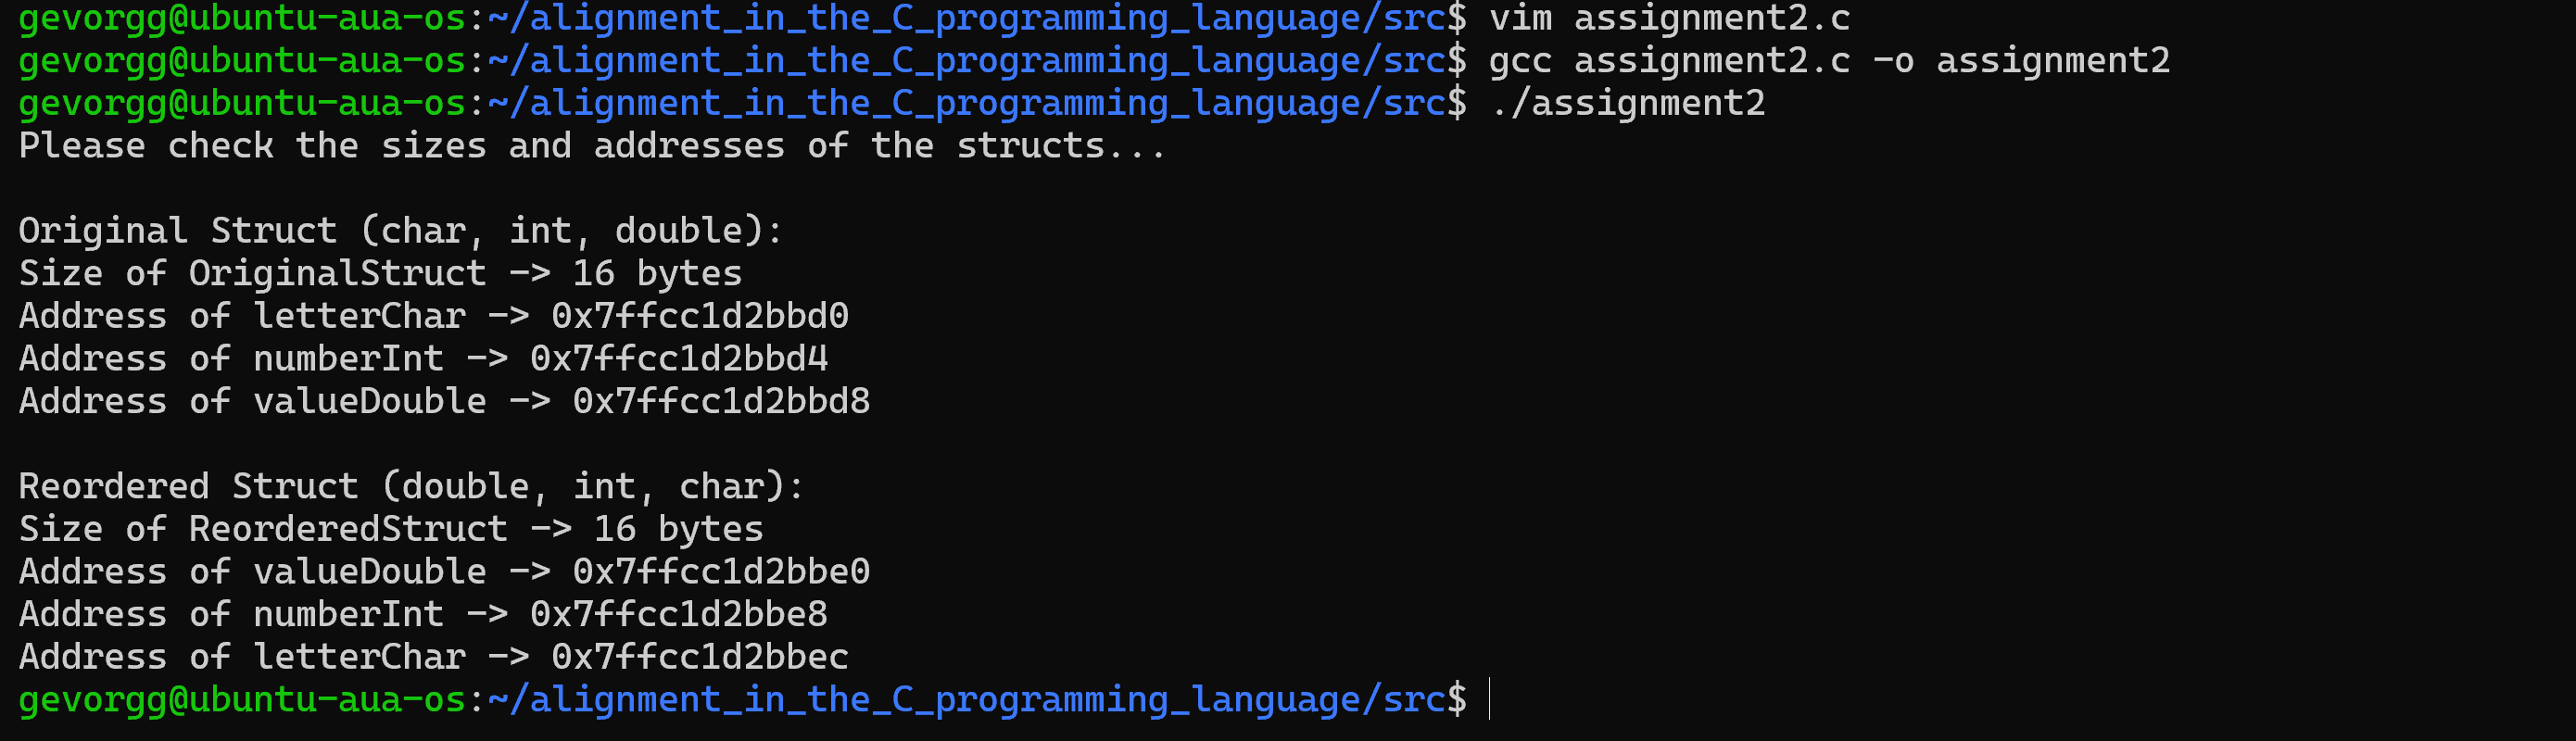 gevorgg@ubuntu-aua-os:~/alignment_in_the_C_programming_language/src$ vim assignment2.c
gevorgg@ubuntu-aua-os:~/alignment_in_the_C_programming_language/src$ gcc assignment2.c -o assignment2
gevorgg@ubuntu-aua-os:~/alignment_in_the_C_programming_language/src$ ./assignment2
Please check the sizes and addresses of the structs...
Original Struct (char, int, double):
Size of OriginalStruct -> 16 bytes
Address of letterChar -> 0x7ffcc1d2bbd0
Address of numberInt -> 0x7ffcc1d2bbd4
Address of valueDouble -> 0x7ffcc1d2bbd8
Reordered Struct (double, int, char):
Size of ReorderedStruct -> 16 bytes
Address of valueDouble -> 0x7ffcc1d2bbe0
Address of numberInt -> 0x7ffcc1d2bbe8
Address of letterChar -> 0x7ffcc1d2bbec
gevorgg@ubuntu-aua-os:~/alignment_in_the_C_programming_language/src$